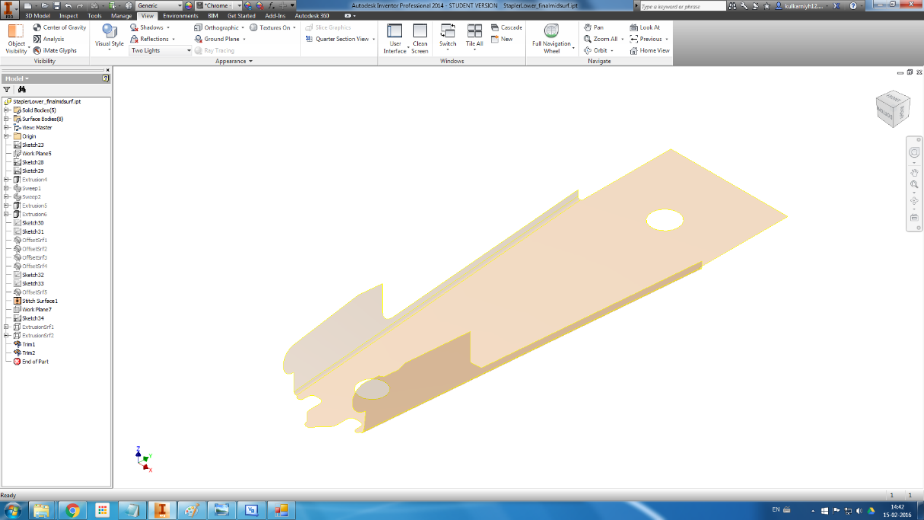 Generic
Chrome
Autodesk Inventor Professional 2014 - STUDENT VERSION StaplerLower_finalmidsurf.ipt
Type a keyword or phrase
kulkarnyh12...
PRO
3D Model Inspect Tools Manage View Environments BIM Get Started Add-Ins Autodesk 360
Object Visibility
Center of Gravity
Analysis
iMate Glyphs
Visibility
Visual Style
Shadows
Reflections
Two Lights
Orthographic
Ground Plane
Ray Tracing
Textures On
Appearance
Slice Graphics
Quarter Section View
User Interface
Clean Screen
Switch
Tile All
Cascade
New
Windows
Full Navigation Wheel
Pan
Zoom All
Orbit
Look At
Previous
Home View
Navigate
Model
StaplerLower_finalmidsurf.ipt
Solid Bodies(5)
Surface Bodies(8)
View: Master
Origin
Sketch23
Work Plane5
Sketch28
Sketch29
Extrusion4
Sweep1
Sweep2
Extrusion5
Extrusion6
Sketch30
Sketch31
OffsetSrf1
OffsetSrf2
OffsetSrf3
OffsetSrf4
Sketch32
Sketch33
OffsetSrf5
Stitch Surface1
Work Plane7
Sketch34
ExtrusionSrf1
ExtrusionSrf2
Trim1
Trim2
End of Part
Z
Y
X
Ready
1 1
EN
14:42
15-02-2016